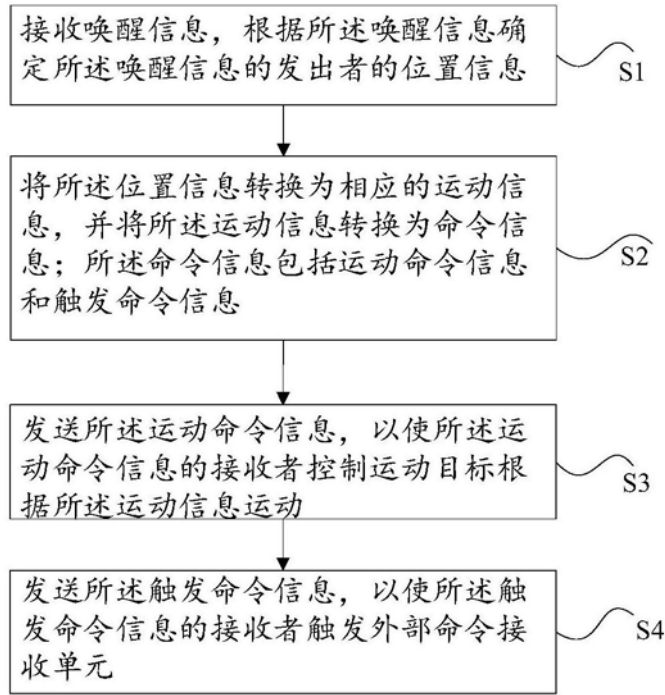 接收唤醒信息，根据所述唤醒信息确
定所述唤醒信息的发出者的位置信息
S1
将所述位置信息转换为相应的运动信
息，并将所述运动信息转换为命令信
息；所述命令信息包括运动命令信息
和触发命令信息
S2
发送所述运动命令信息，以使所述运
动命令信息的接收者控制运动目标根
据所述运动信息运动
S3
发送所述触发命令信息，以使所述触
发命令信息的接收者触发外部命令接
收单元
S4